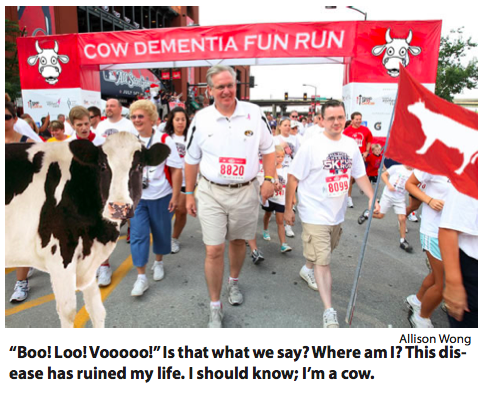 COW DEMENTIA FUN RUN
8820
8099
Allison Wong
“Boo! Loo! Vooooo!” Is that what we say? Where am I? This dis-
ease has ruined my life. I should know; I’m a cow.